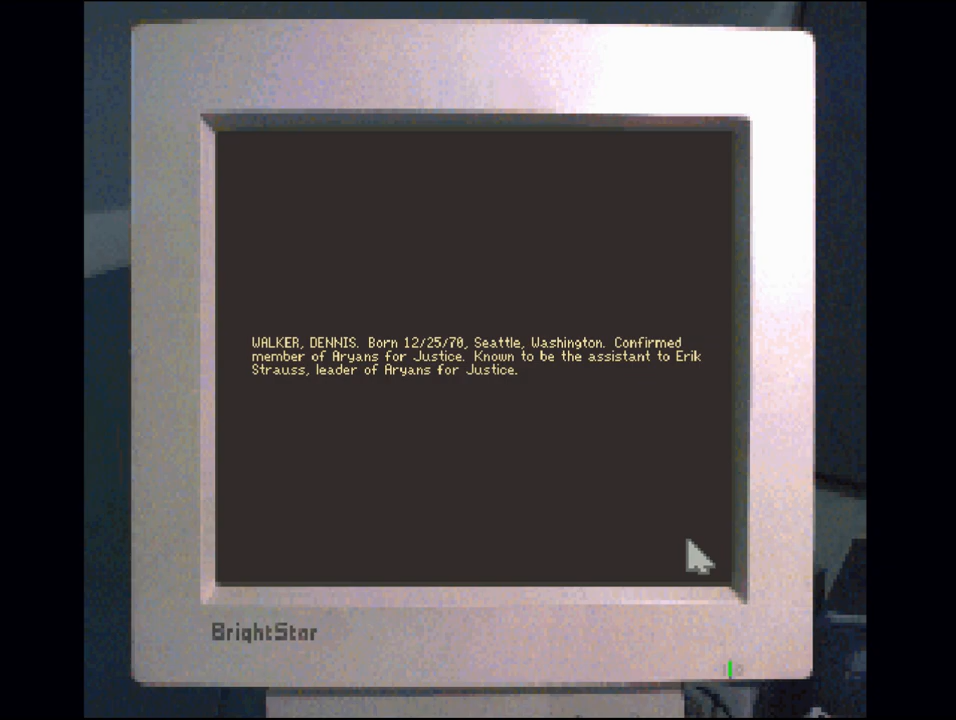 WALKER, DENNIS. Born 12/25/70, Seattle, Washington. Confirmed
member of Aryans for Justice. Known to be the assistant to Erik
Strauss, leader of Aryans for Justice.
BrightStar